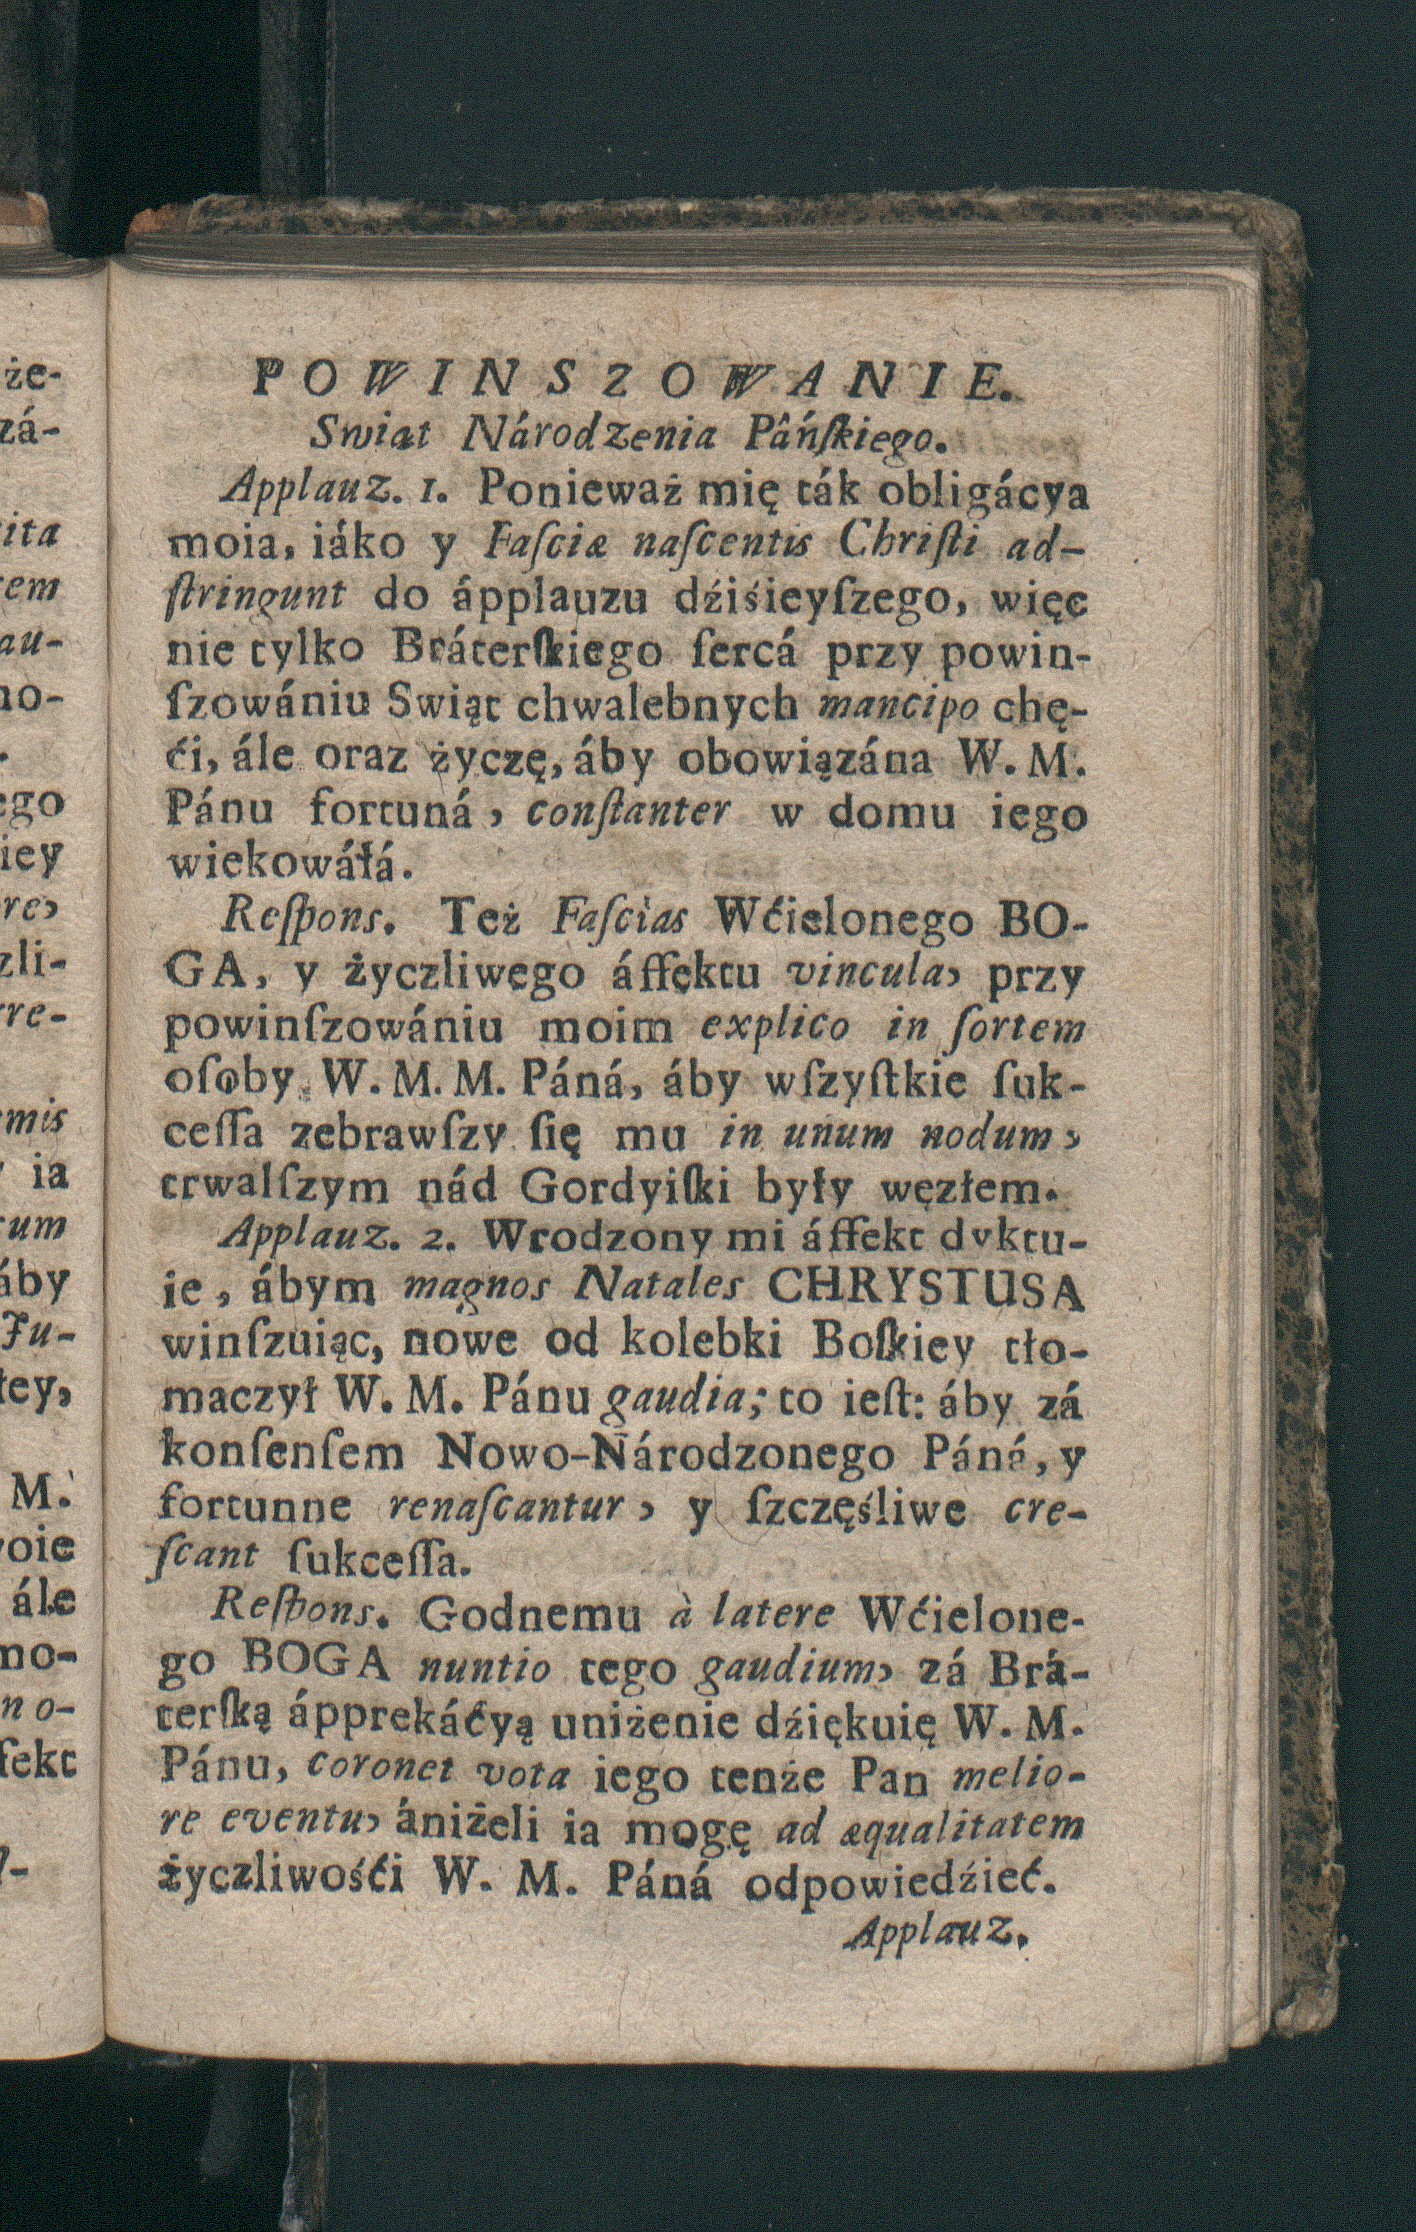 POWINSZOWANIE.
Swiat Národzenia Páńſkiego.
Applauz. 1. Ponieważ mię ták obligácya
moia, iáko y Faſciæ naſcentis Chriſti ad-
ſtringunt do ápplauzu dźiśieyſzego, więc
nie tylko Bráterſkiego ſercá przy powin-
ſzowániu Swiąt chwalebnych mancipo chę-
ći, ále oraz życzę, áby obowiązána W. M.
Pánu fortuná, conſtanter w domu iego
wiekowáłá.
Reſpons. Też Faſcias Wćielonego BO-
GA, y życzliwego áffektu vincula, przy
powinſzowániu moim explico in ſortem
oſoby W. M. M. Páná, áby wſzyſtkie ſuk-
ceſſa zebrawſzy ſię mu in unum nodum,
trwalſzym nád Gordyiſki były węzłem.
Applauz. 2. Wrodzony mi áffekt dyktu-
ie, ábym magnos Natales CHRYSTUSA
winſzuiąc, nowe od kolebki Boſkiey tło-
maczył W. M. Pánu gaudia; to ieſt: áby zá
konſenſem Nowo-Národzonego Páná, y
fortunne renaſcantur, y ſzczęśliwe cre-
ſcant ſukceſſa.
Reſpons. Godnemu à latere Wćielone-
go BOGA nuntio tego gaudium, zá Brá-
terſką ápprekáćyą uniżenie dźiękuię W. M.
Pánu, coronet vota iego tenże Pan melio-
re eventu, ániżeli ia mogę ad æqualitatem
życzliwośći W. M. Páná odpowiedźieć.
Applauz.